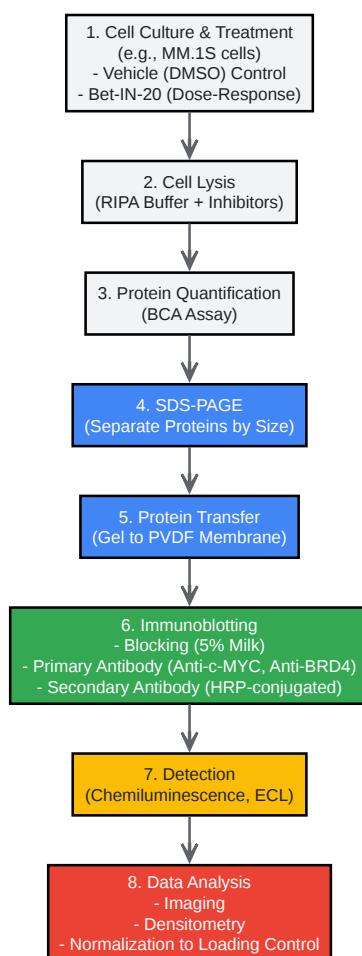 1. Cell Culture & Treatment
(e.g., MM.1S cells)
- Vehicle (DMSO) Control
- Bet-IN-20 (Dose-Response)
2. Cell Lysis
(RIPA Buffer + Inhibitors)
3. Protein Quantification
(BCA Assay)
4. SDS-PAGE
(Separate Proteins by Size)
5. Protein Transfer
(Gel to PVDF Membrane)
6. Immunoblotting
- Blocking (5% Milk)
- Primary Antibody (Anti-c-MYC, Anti-BRD4)
- Secondary Antibody (HRP-conjugated)
7. Detection
(Chemiluminescence, ECL)
8. Data Analysis
- Imaging
- Densitometry
- Normalization to Loading Control